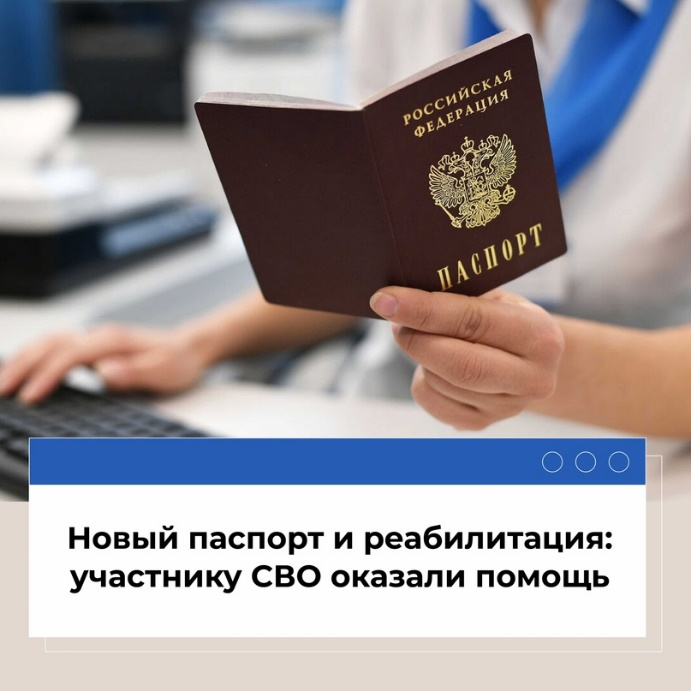 РОССИЙСКАЯ
ФЕДЕРАЦИЯ
ПАСПОРТ
Новый паспорт и реабилитация:
участнику СВО оказали помощь